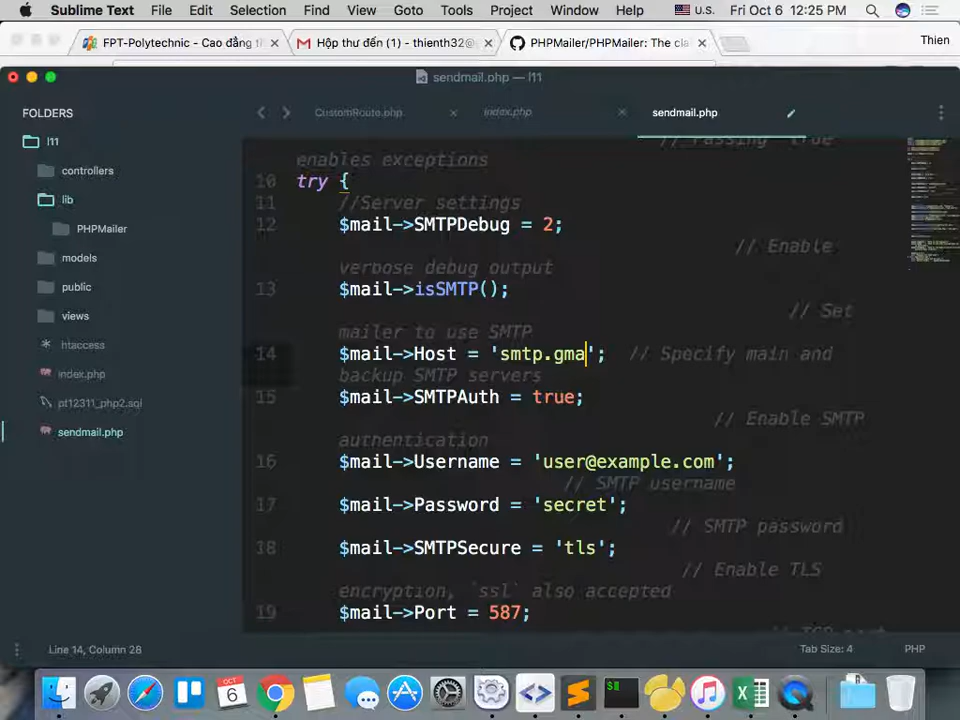 Sublime Text File Edit Selection Find View Goto Tools Project Window Help U.S. Fri Oct 6 12:25 PM
FPT-Polytechnic - Cao đẳng t × Hộp thư đến (1) - thienth32@ × PHPMailer/PHPMailer: The cla × Thien
sendmail.php — l11
FOLDERS
l11
controllers
lib
PHPMailer
models
public
views
htaccess
index.php
pt12311_php2.sql
sendmail.php
CustomRoute.php × index.php × sendmail.php
// Passing `true`
enables exceptions
10 try {
11 //Server settings
12 $mail->SMTPDebug = 2;
// Enable
verbose debug output
13 $mail->isSMTP();
// Set
mailer to use SMTP
14 $mail->Host = 'smtp.gma'; // Specify main and
backup SMTP servers
15 $mail->SMTPAuth = true;
// Enable SMTP
authentication
16 $mail->Username = 'user@example.com';
// SMTP username
17 $mail->Password = 'secret';
// SMTP password
18 $mail->SMTPSecure = 'tls';
// Enable TLS
encryption, `ssl` also accepted
19 $mail->Port = 587;
// TCP port
Line 14, Column 28 Tab Size: 4 PHP
OCT
6